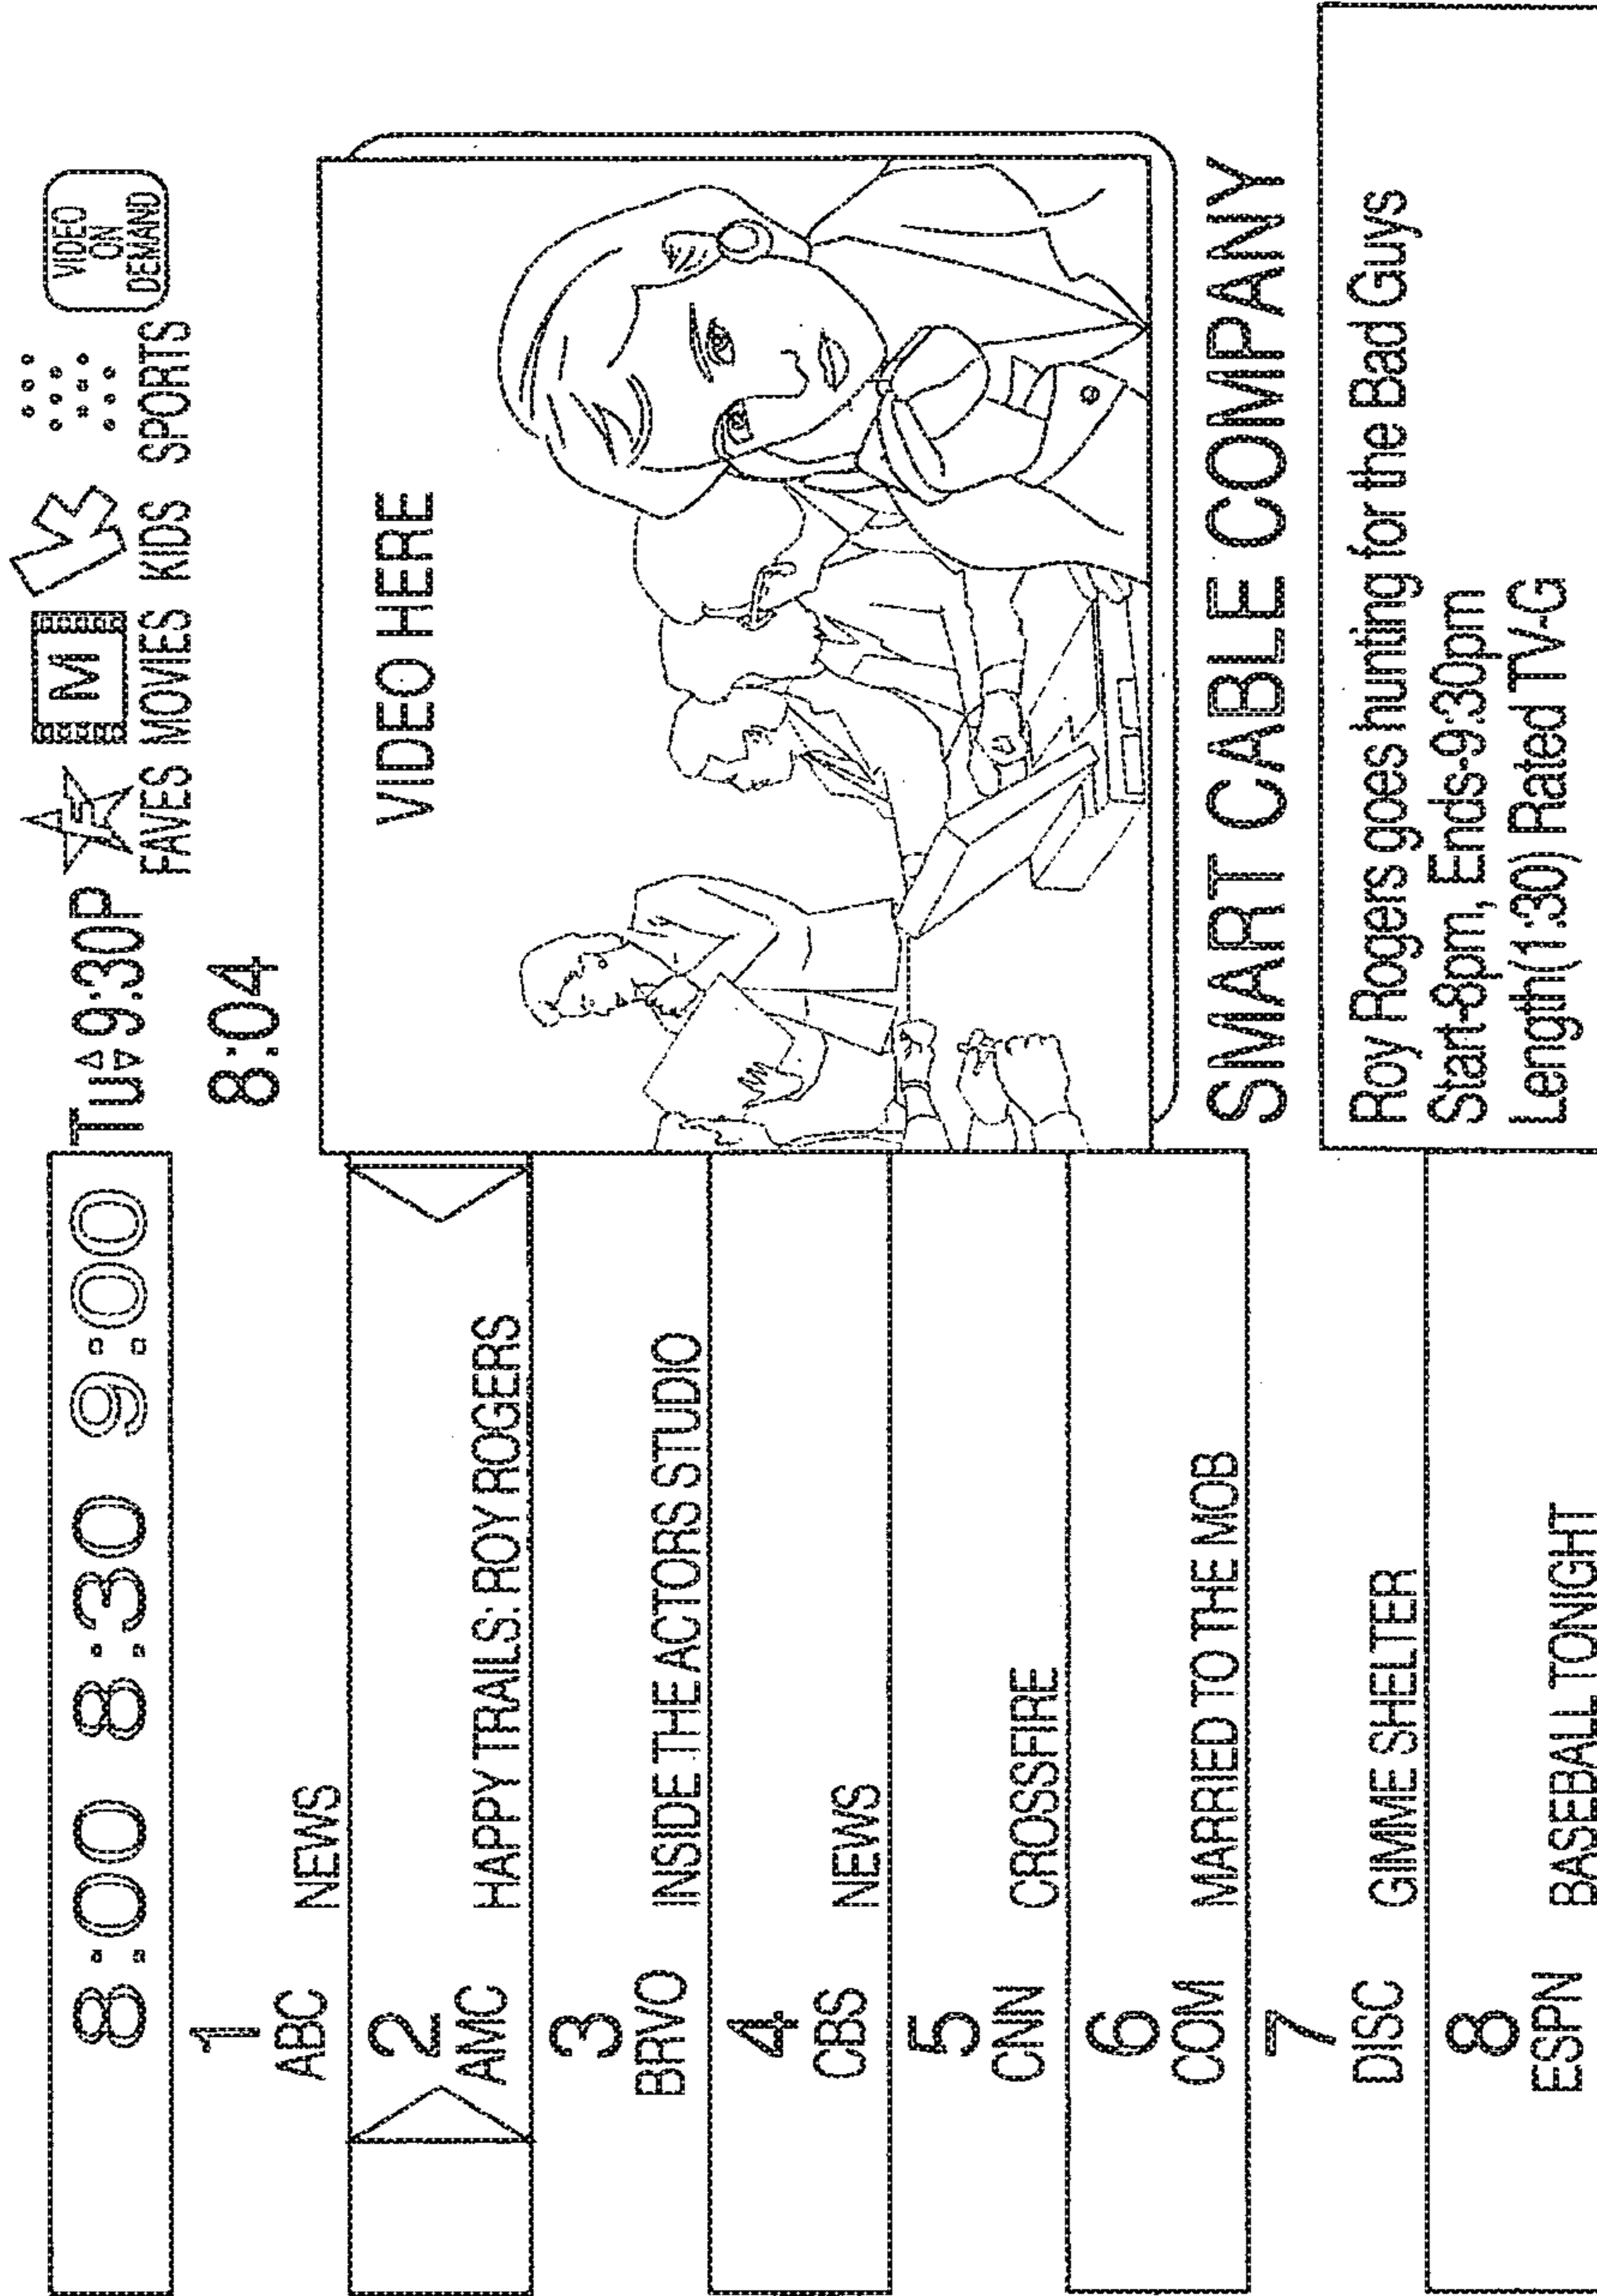 8:00 8:30 9:00
Tue 9:30P
F
M
K
VIDEO
ON
DEMAND
FAVES MOVIES KIDS SPORTS
8:04
1
ABC NEWS
2
AMC HAPPY TRAILS: ROY ROGERS
3
BRVO INSIDE THE ACTORS STUDIO
4
CBS NEWS
5
CNN CROSSFIRE
6
COM MARRIED TO THE MOB
7
DISC GIMME SHELTER
8
ESPN BASEBALL TONIGHT
VIDEO HERE
SMART CABLE COMPANY
Roy Rogers goes hunting for the Bad Guys
Start-8pm, Ends-9:30pm
Length(1:30) Rated TV-G